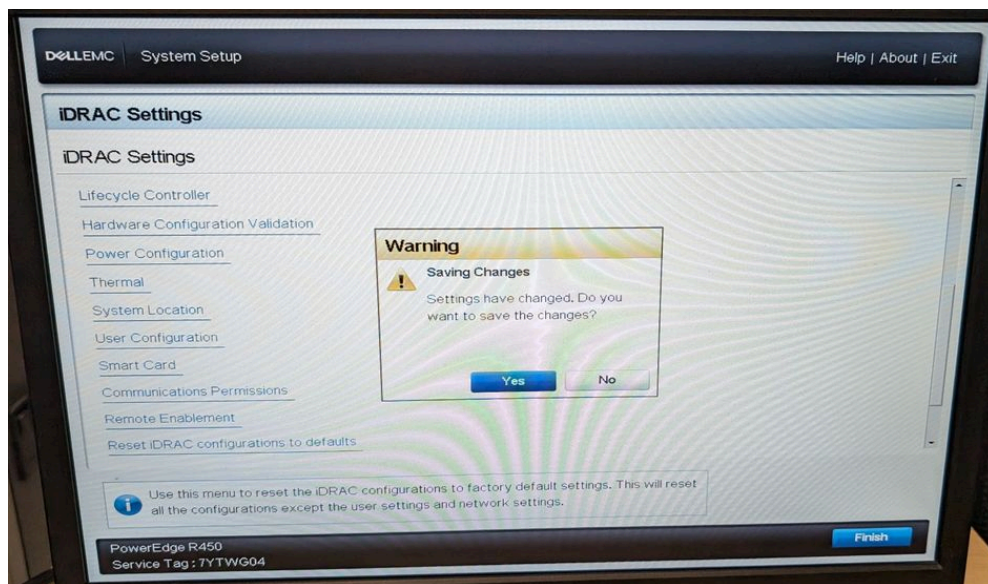 DELLEMC System Setup
Help | About | Exit
iDRAC Settings
iDRAC Settings
Lifecycle Controller
Hardware Configuration Validation
Power Configuration
Thermal
System Location
User Configuration
Smart Card
Communications Permissions
Remote Enablement
Reset iDRAC configurations to defaults
Warning
Saving Changes
Settings have changed. Do you
want to save the changes?
Yes No
Use this menu to reset the iDRAC configurations to factory default settings. This will reset
all the configurations except the user settings and network settings.
PowerEdge R450
Service Tag : 7YTWG04
Finish